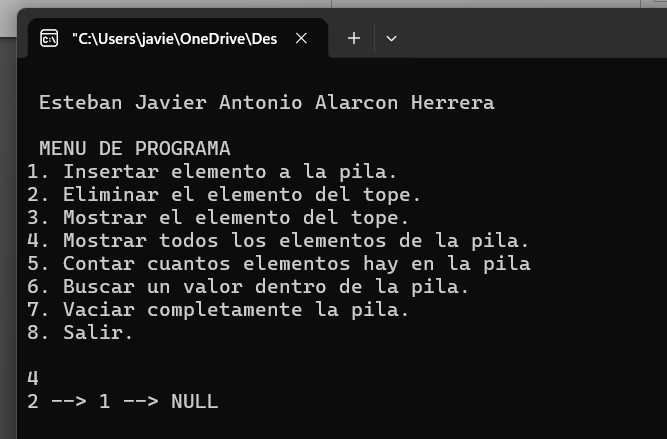 "C:\Users\javie\OneDrive\Des
Esteban Javier Antonio Alarcon Herrera
MENU DE PROGRAMA
1. Insertar elemento a la pila.
2. Eliminar el elemento del tope.
3. Mostrar el elemento del tope.
4. Mostrar todos los elementos de la pila.
5. Contar cuantos elementos hay en la pila
6. Buscar un valor dentro de la pila.
7. Vaciar completamente la pila.
8. Salir.
4
2 --> 1 --> NULL